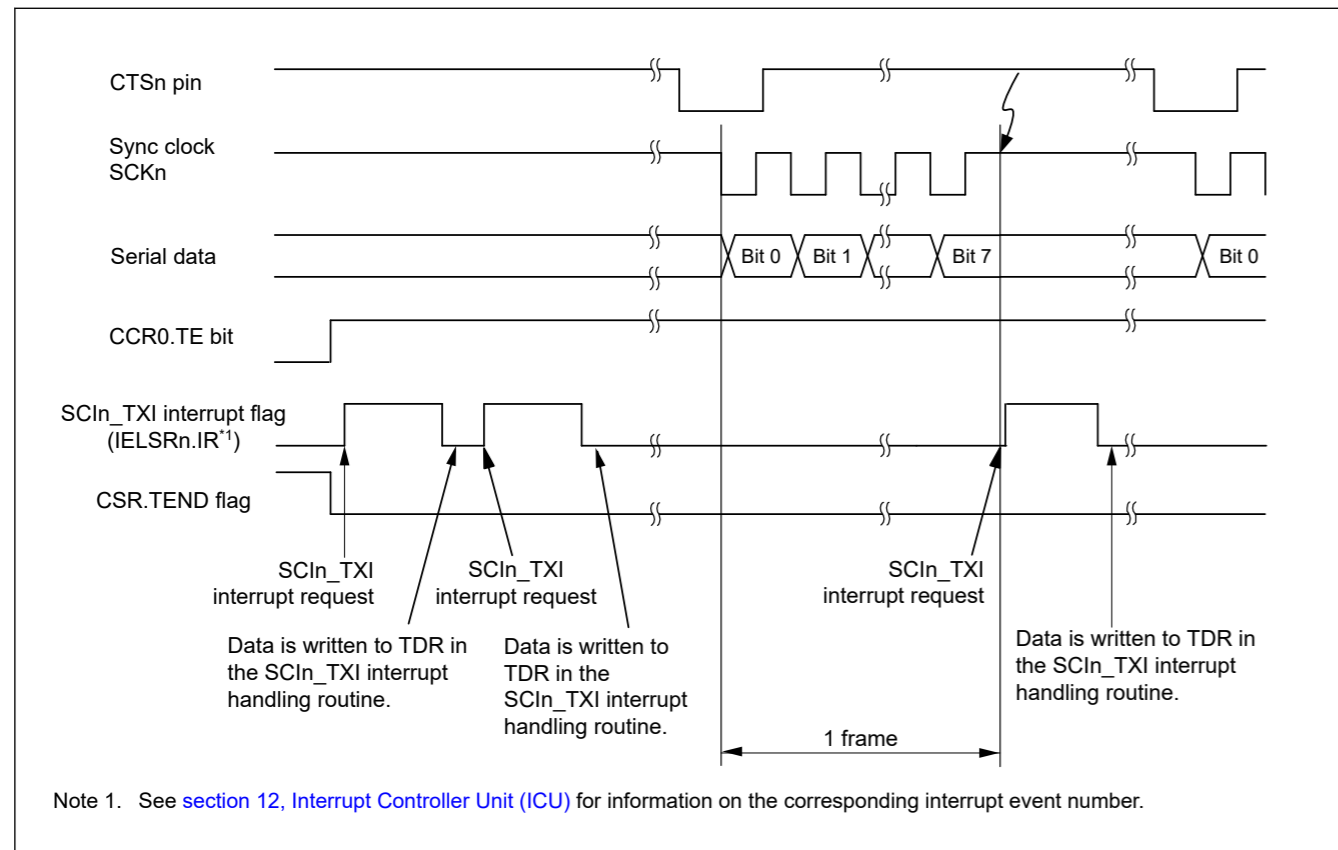 CTSn pin
Sync clock
SCKn
Serial data
Bit 0
Bit 1
Bit 7
Bit 0
CCR0.TE bit
SCIn_TXI interrupt flag
(IELSRn.IR*1)
CSR.TEND flag
SCIn_TXI
interrupt request
SCIn_TXI
interrupt request
SCIn_TXI
interrupt request
Data is written to TDR in
the SCIn_TXI interrupt
handling routine.
Data is written to
TDR in the
SCIn_TXI interrupt
handling routine.
Data is written to TDR in
the SCIn_TXI interrupt
handling routine.
1 frame
Note 1. See section 12, Interrupt Controller Unit (ICU) for information on the corresponding interrupt event number.